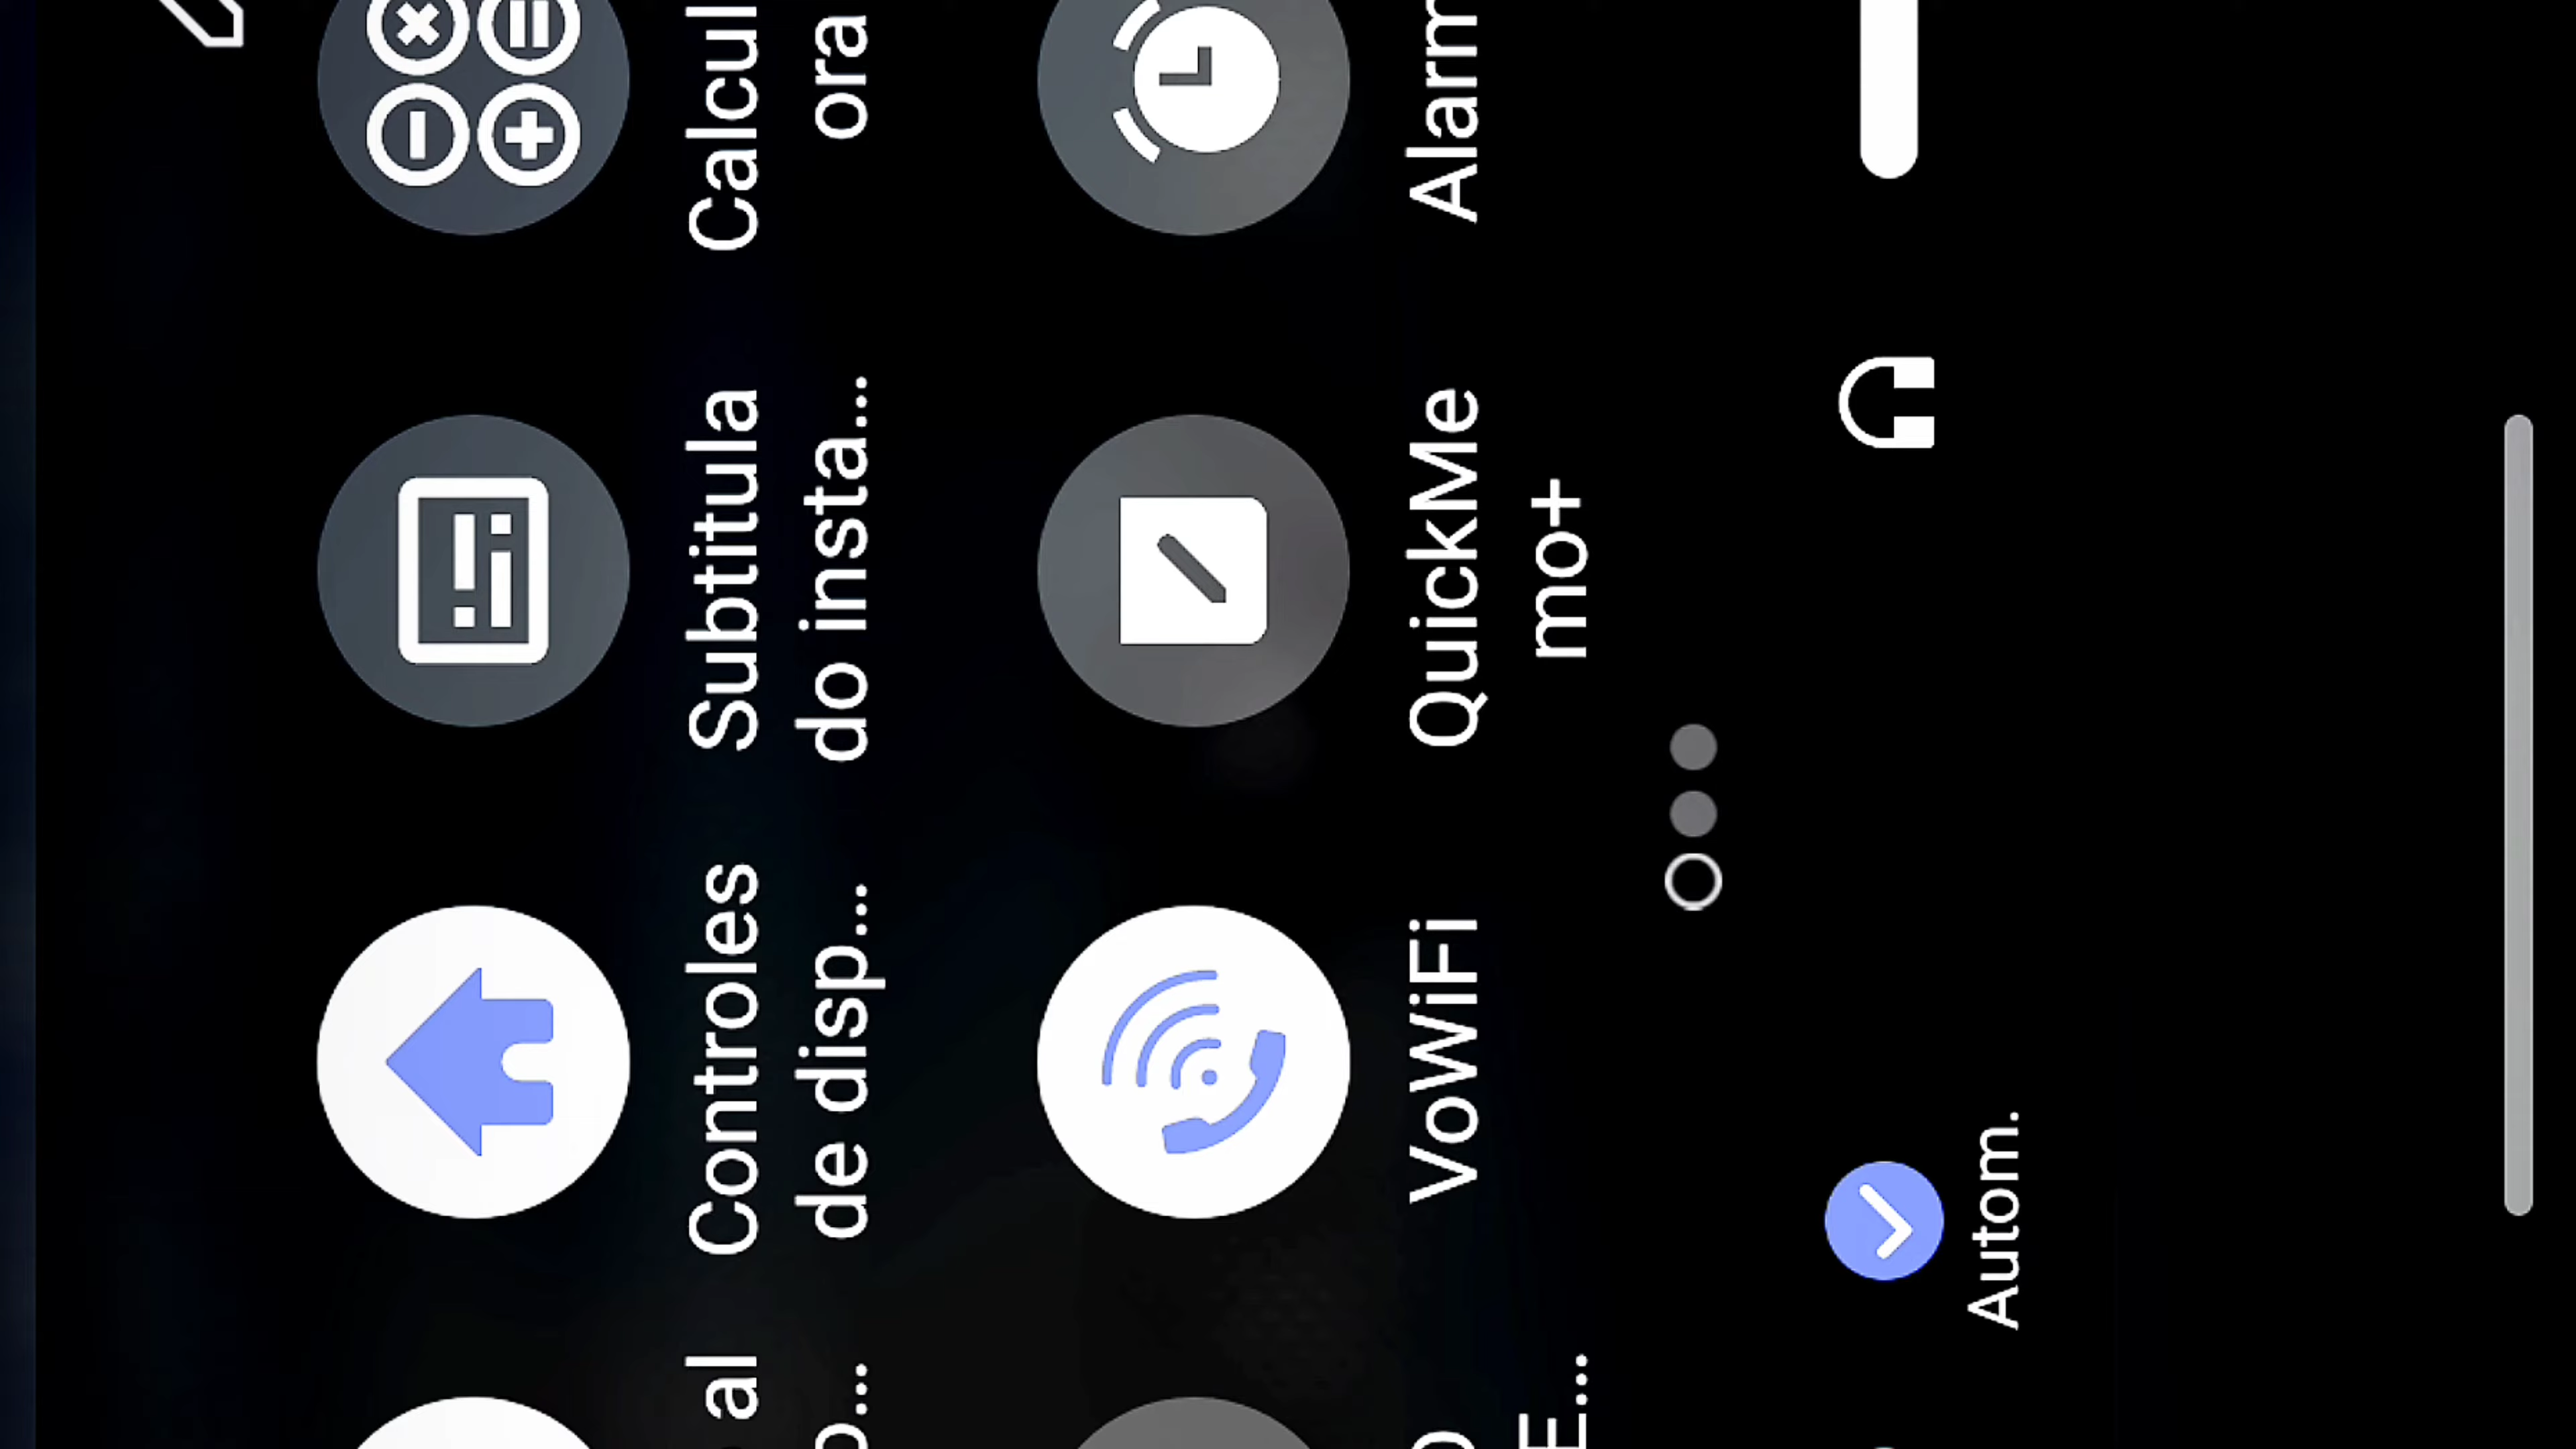 al
Controles
de disp...
Subtitula
do insta...
Calcul
ora
E...
VoWiFi
QuickMe
mo+
Alarm
Autom.